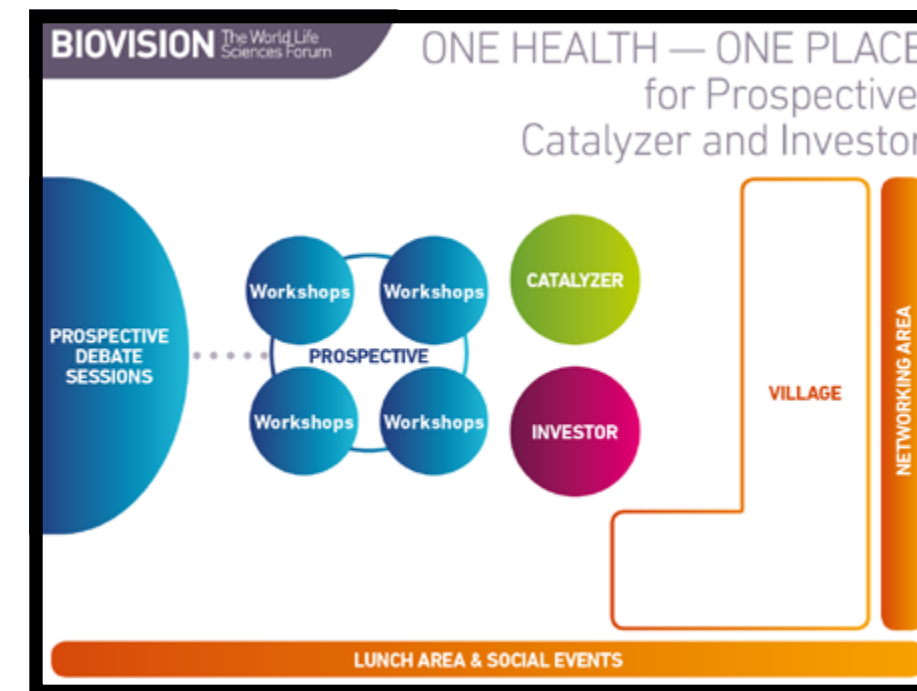 BIOVISION The World Life
Sciences Forum
ONE HEALTH — ONE PLACE
for Prospective
Catalyzer and Investor
PROSPECTIVE
DEBATE
SESSIONS
Workshops
Workshops
PROSPECTIVE
Workshops
Workshops
CATALYZER
INVESTOR
VILLAGE
NETWORKING AREA
LUNCH AREA & SOCIAL EVENTS